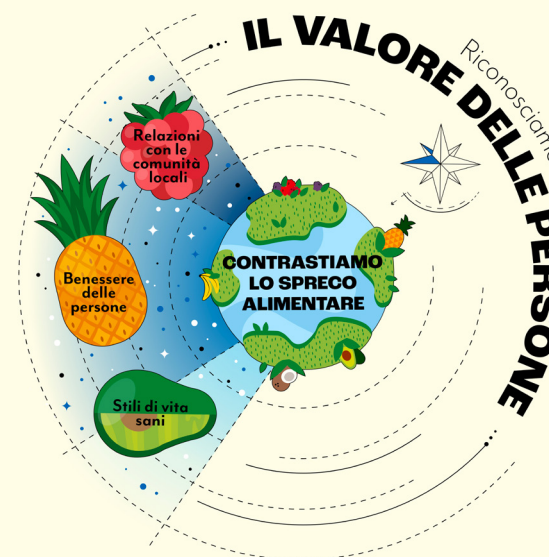 Riconosciamo
IL VALORE DELLE PERSONE
Relazioni
con le
comunità
locali
Benessere
delle
persone
Stili di vita
sani
CONTRASTIAMO
LO SPRECO
ALIMENTARE